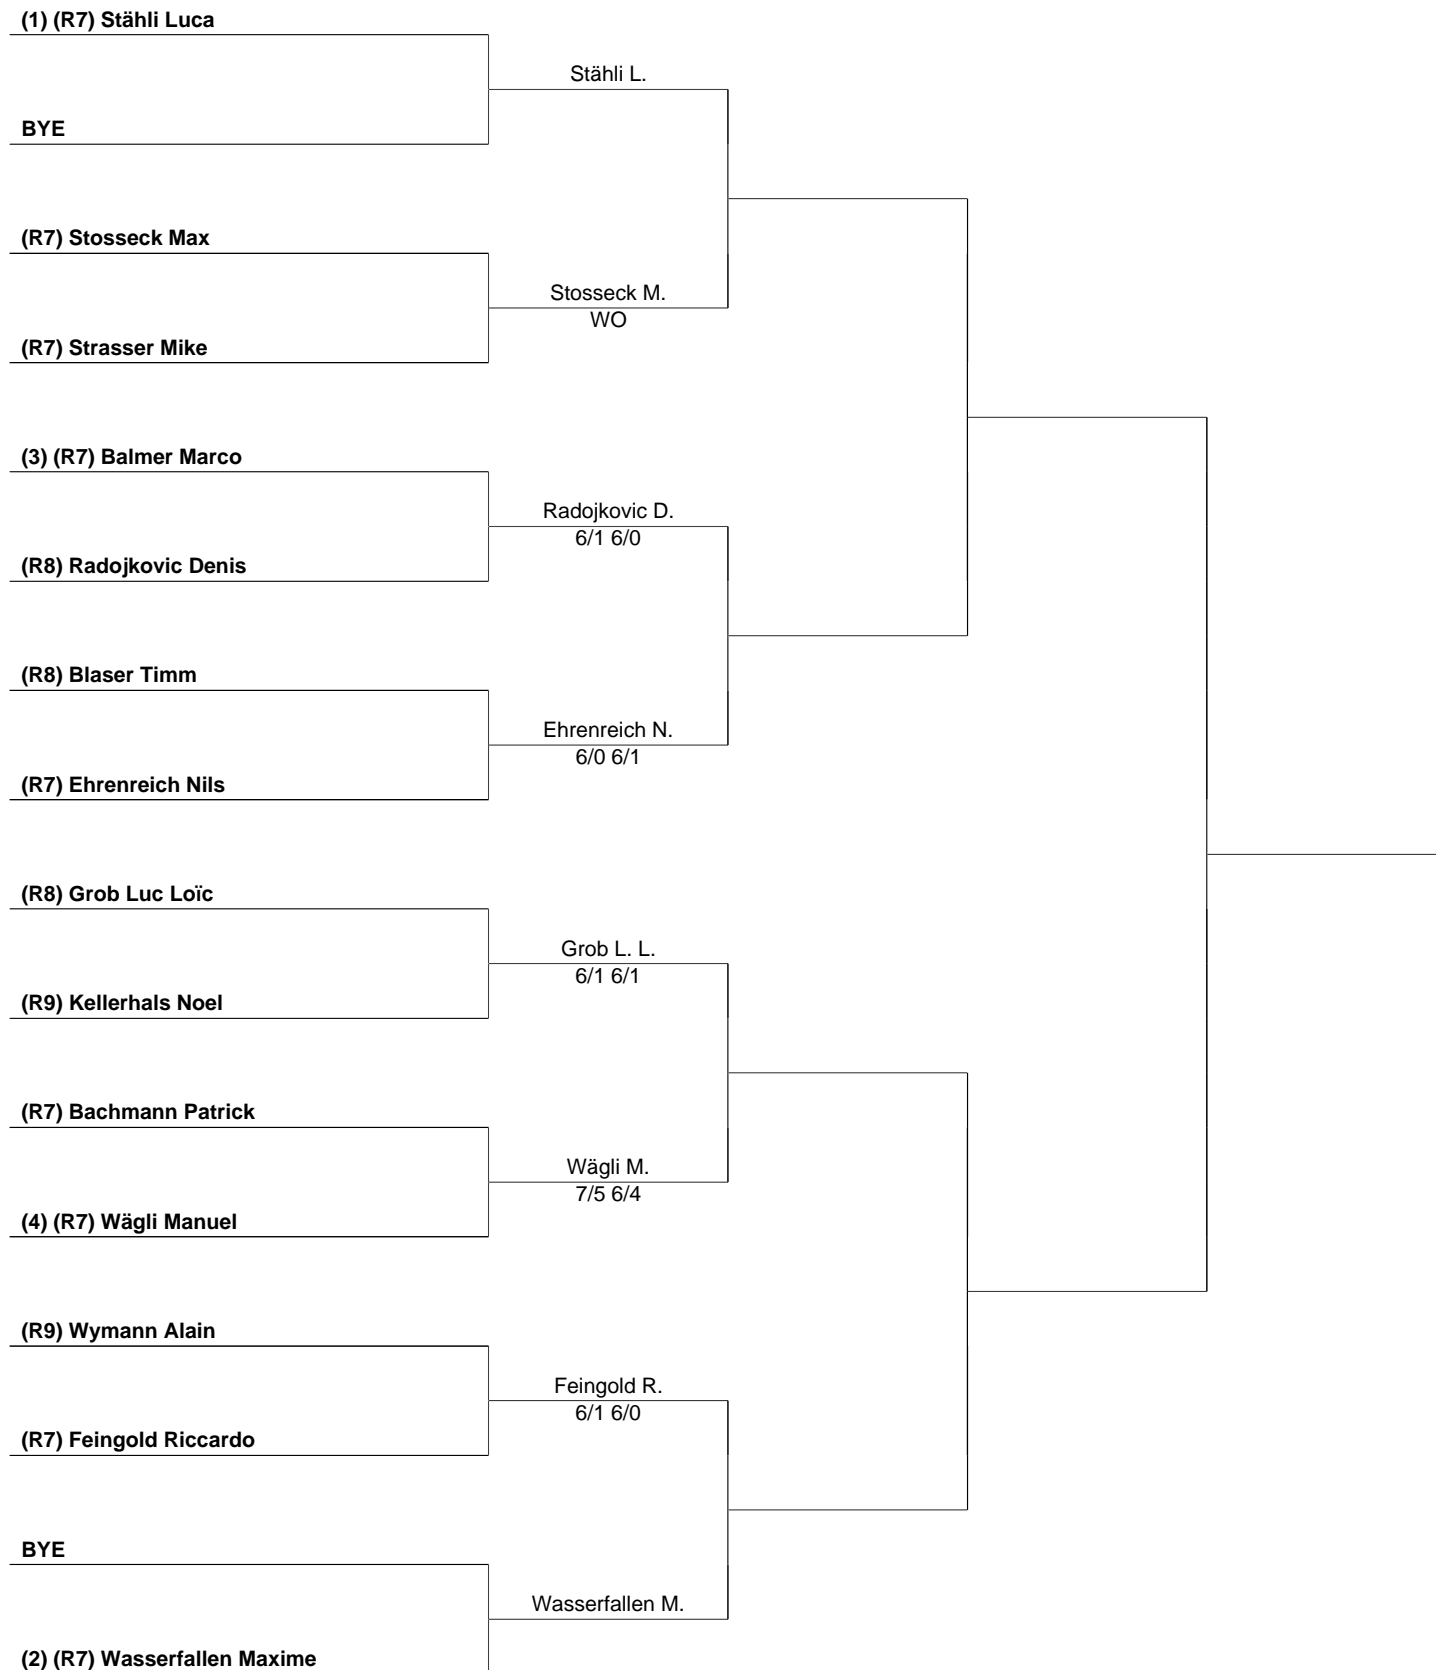 (1) (R7) Stähli Luca
Stähli L.
BYE
(R7) Stosseck Max
Stosseck M.
WO
(R7) Strasser Mike
(3) (R7) Balmer Marco
Radojkovic D.
6/1 6/0
(R8) Radojkovic Denis
(R8) Blaser Timm
Ehrenreich N.
6/0 6/1
(R7) Ehrenreich Nils
(R8) Grob Luc Loïc
Grob L. L.
6/1 6/1
(R9) Kellerhals Noel
(R7) Bachmann Patrick
Wägli M.
7/5 6/4
(4) (R7) Wägli Manuel
(R9) Wymann Alain
Feingold R.
6/1 6/0
(R7) Feingold Riccardo
BYE
Wasserfallen M.
(2) (R7) Wasserfallen Maxime